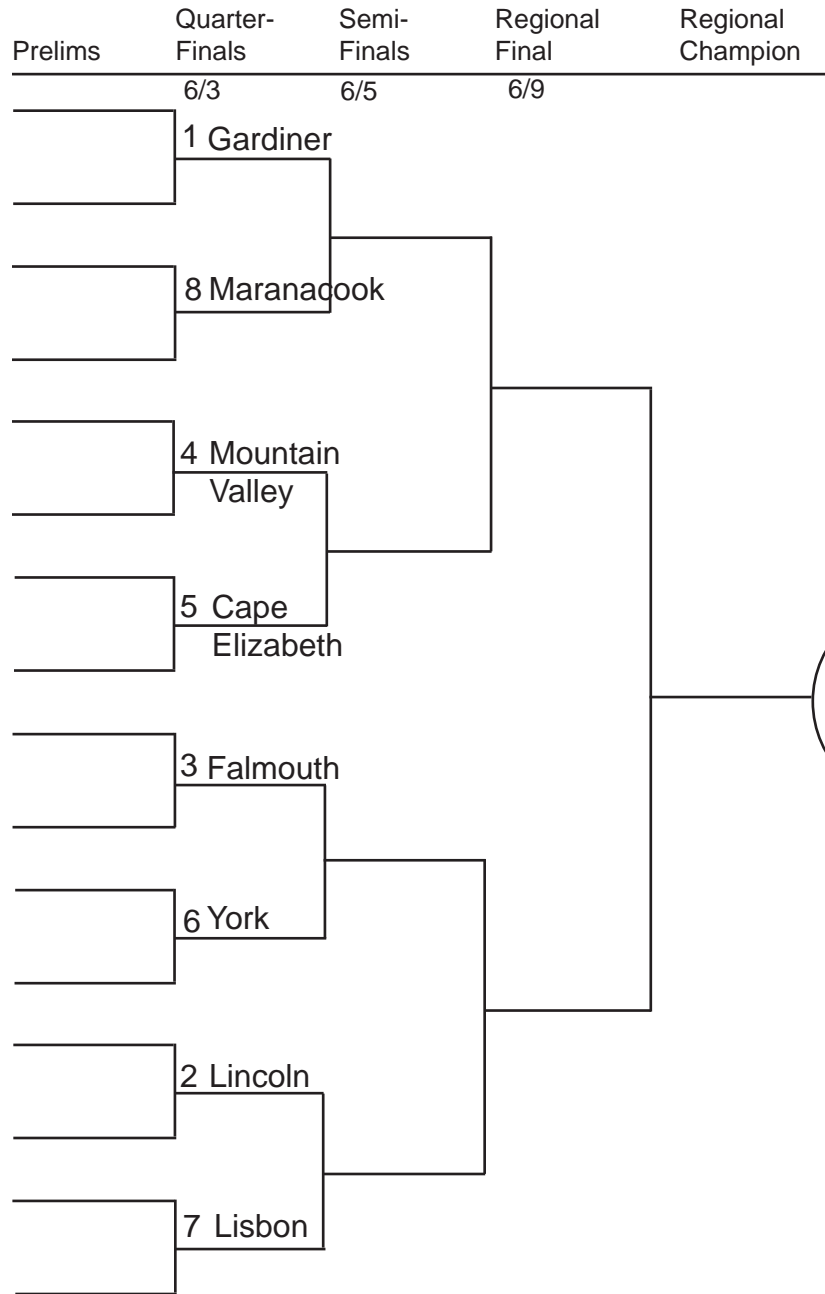 Prelims
Quarter-
Finals
Semi-
Finals
Regional
Final
Regional
Champion
6/3
6/5
6/9
1 Gardiner
8 Maranacook
4 Mountain
Valley
5 Cape
Elizabeth
3 Falmouth
6 York
2 Lincoln
7 Lisbon